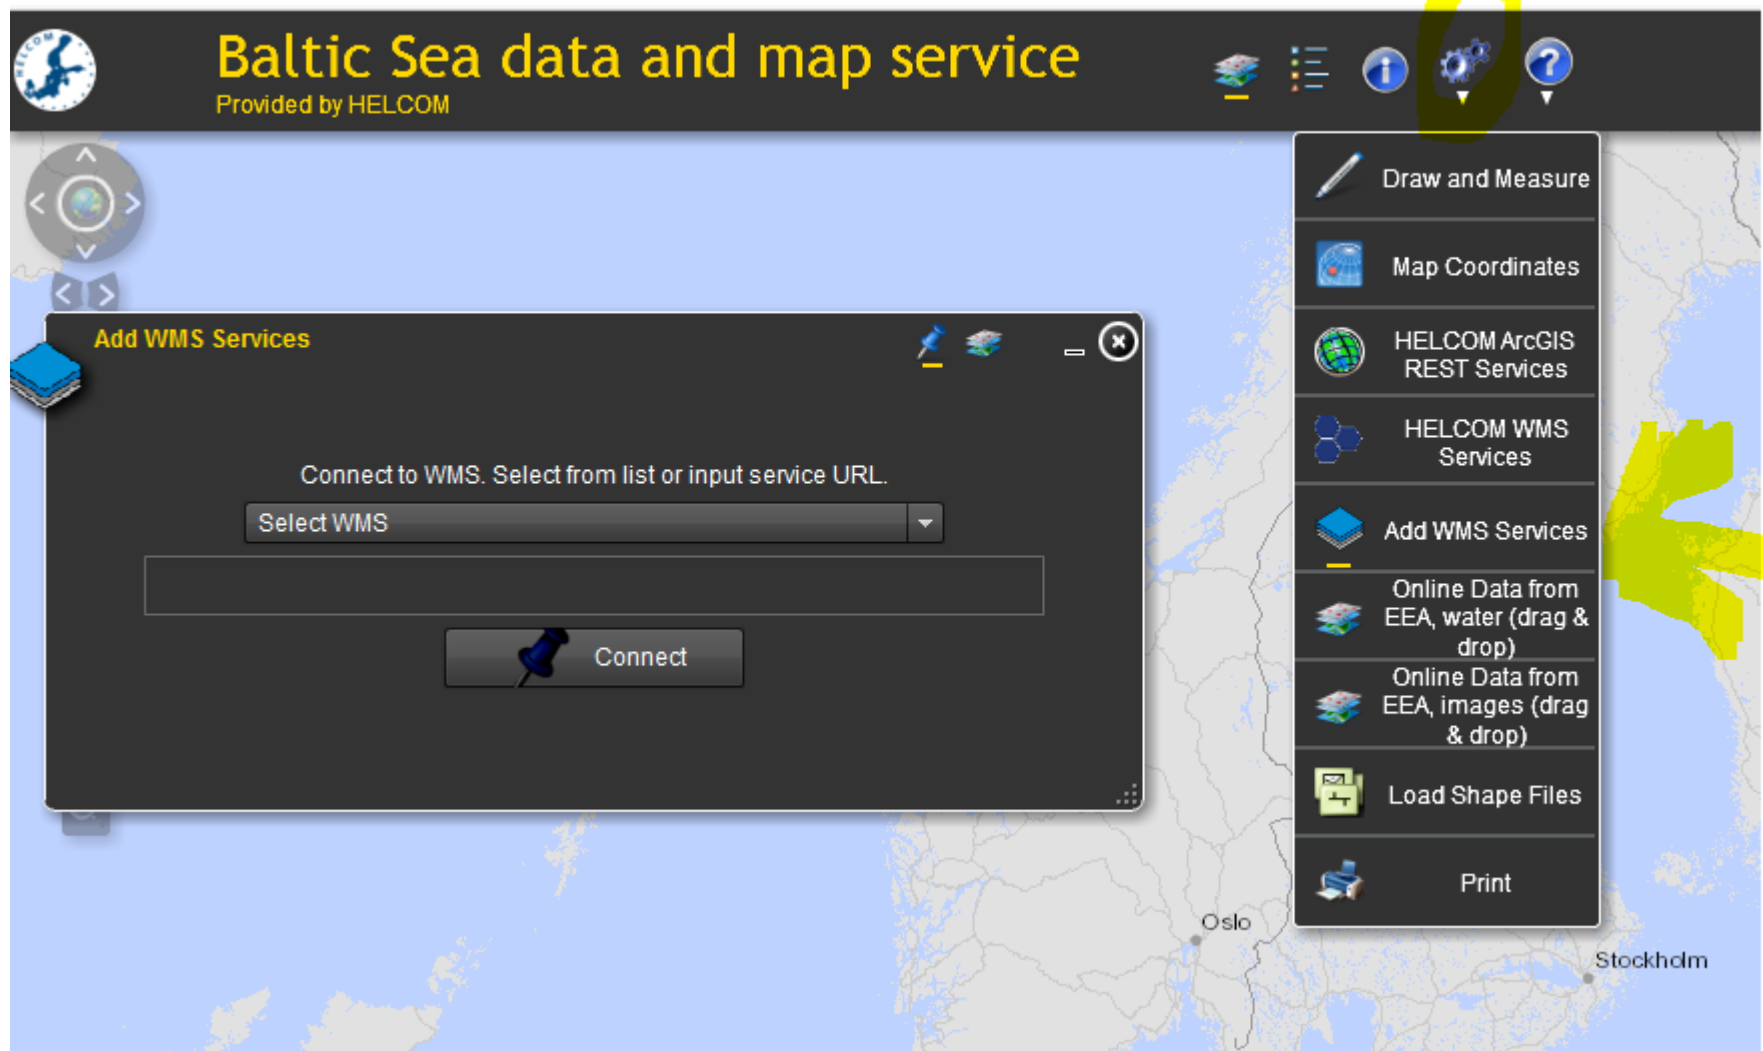 HELCOM
Baltic Sea data and map service
Provided by HELCOM
Draw and Measure
Map Coordinates
HELCOM ArcGIS
REST Services
HELCOM WMS
Services
Add WMS Services
Online Data from
EEA, water (drag &
drop)
Online Data from
EEA, images (drag
& drop)
Load Shape Files
Print
Add WMS Services
Connect to WMS. Select from list or input service URL.
Select WMS
Connect
Oslo
Stockholm